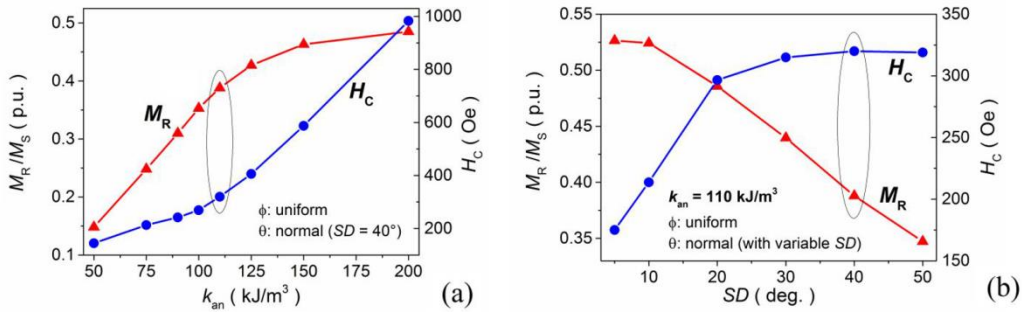 0.5
0.4
0.3
0.2
0.1
M_R/M_S ( p.u. )
1000
800
600
400
200
H_C ( Oe )
M_R
H_C
ϕ: uniform
θ: normal (SD = 40°)
50 75 100 125 150 175 200
k_an ( kJ/m³ )
(a)
0.55
0.50
0.45
0.40
0.35
M_R/M_S ( p.u. )
350
300
250
200
150
H_C ( Oe )
H_C
M_R
k_an = 110 kJ/m³
ϕ: uniform
θ: normal (with variable SD)
0 10 20 30 40 50
SD ( deg. )
(b)